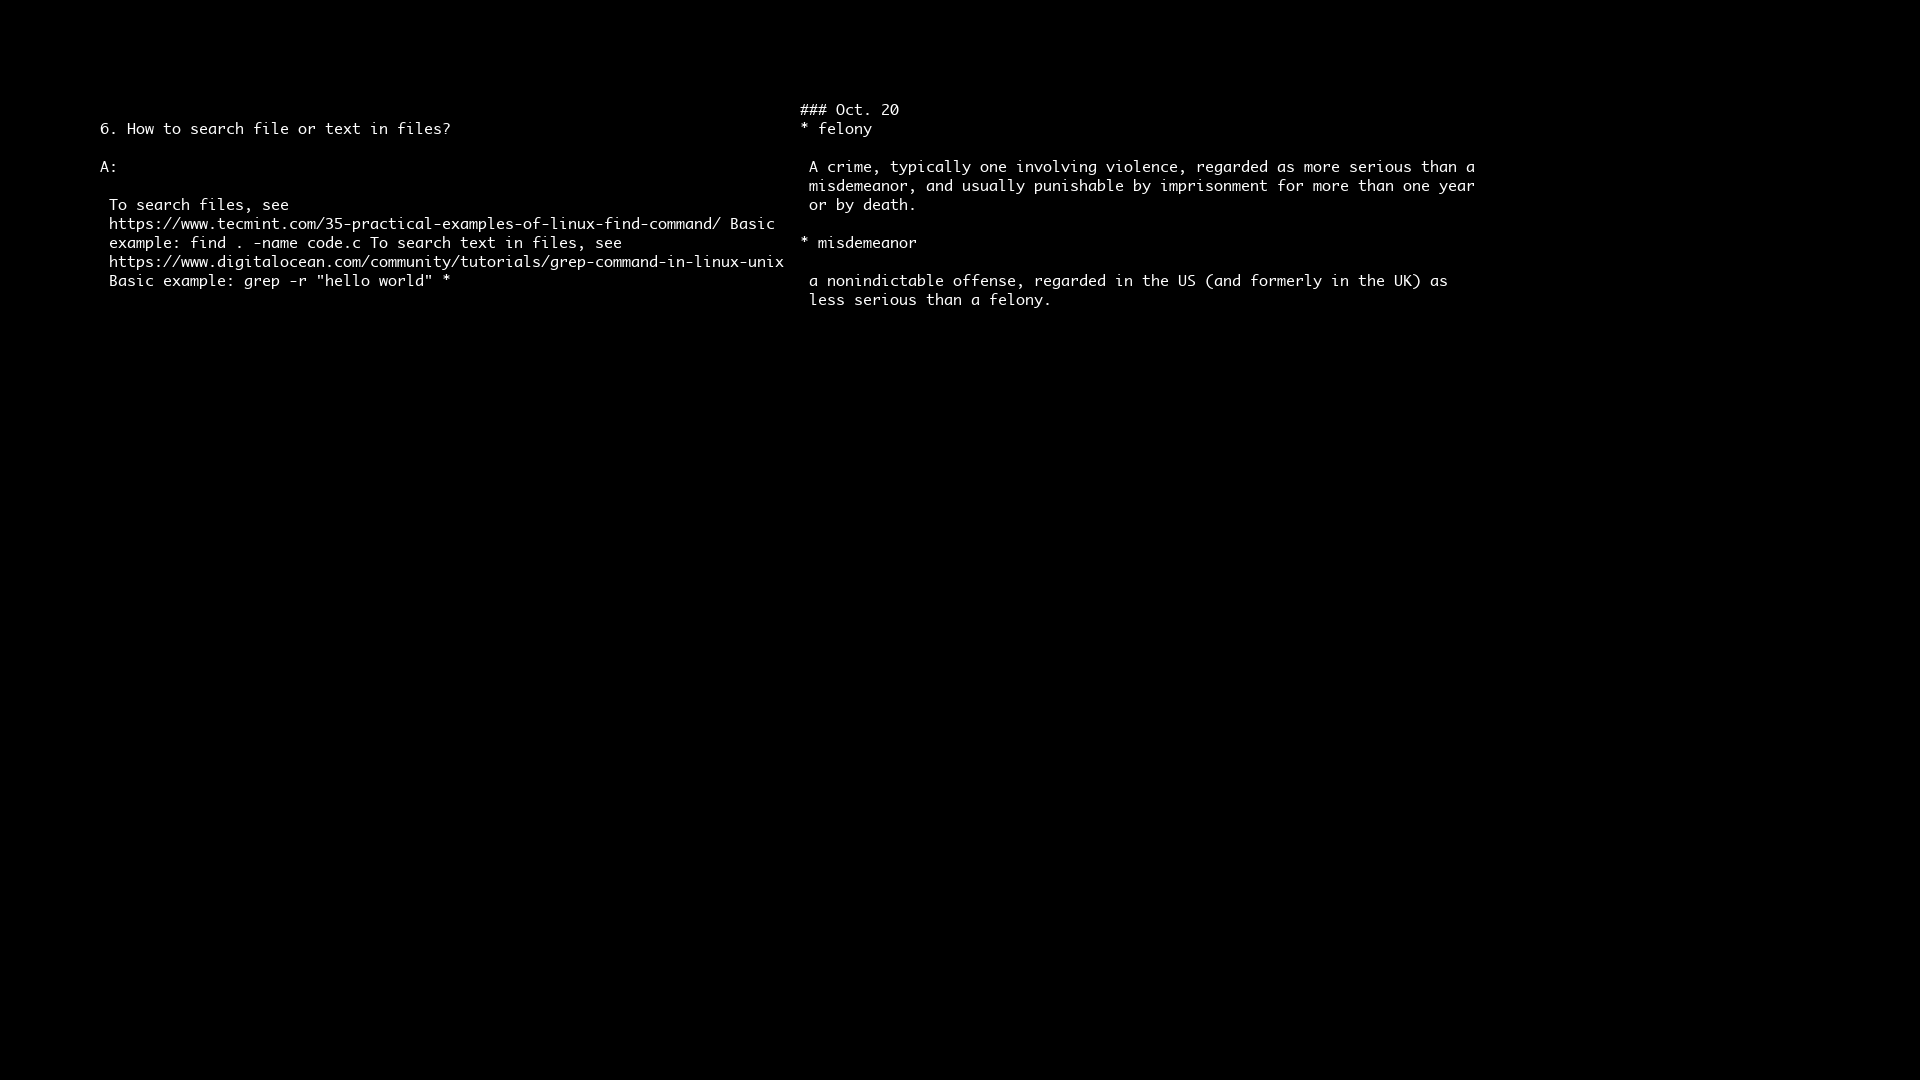 6. How to search file or text in files?
A:
To search files, see
https://www.tecmint.com/35-practical-examples-of-linux-find-command/ Basic
example: find . -name code.c To search text in files, see
https://www.digitalocean.com/community/tutorials/grep-command-in-linux-unix
Basic example: grep -r "hello world" *
### Oct. 20
* felony
A crime, typically one involving violence, regarded as more serious than a
misdemeanor, and usually punishable by imprisonment for more than one year
or by death.
* misdemeanor
a nonindictable offense, regarded in the US (and formerly in the UK) as
less serious than a felony.